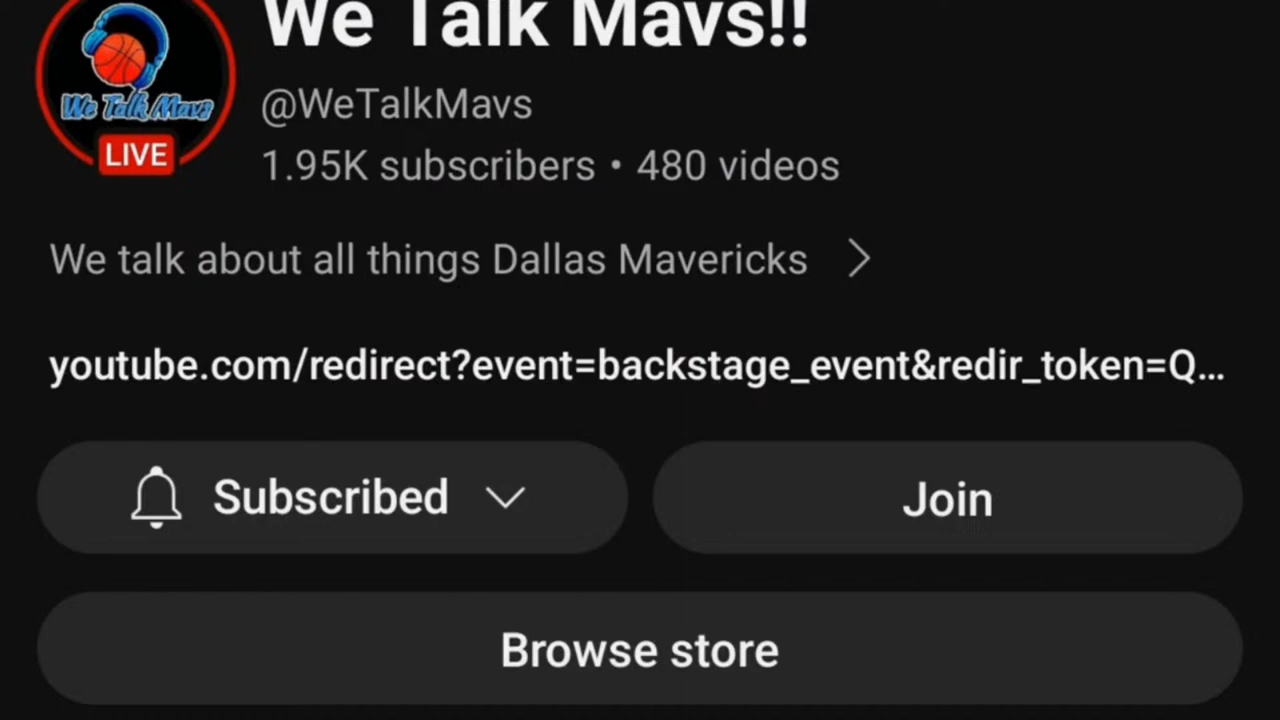 We Talk Mavs!!
We Talk Mavs
LIVE
@WeTalkMavs
1.95K subscribers • 480 videos
We talk about all things Dallas Mavericks
youtube.com/redirect?event=backstage_event&redir_token=Q...
Subscribed
Join
Browse store